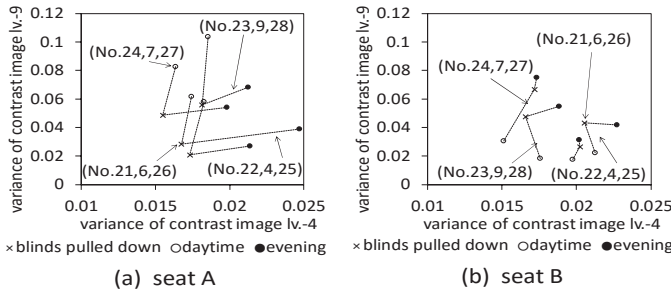 variance of contrast image lv.-9
0.12
0.1
0.08
0.06
0.04
0.02
0
(No.24,7,27)
(No.23,9,28)
(No.21,6,26)
(No.22,4,25)
0.01 0.015 0.02 0.025
variance of contrast image lv.-4
× blinds pulled down ○ daytime ● evening
(a) seat A
variance of contrast image lv.-9
0.12
0.1
0.08
0.06
0.04
0.02
0
(No.21,6,26)
(No.24,7,27)
(No.23,9,28)
(No.22,4,25)
0.01 0.015 0.02 0.025
variance of contrast image lv.-4
× blinds pulled down ○ daytime ● evening
(b) seat B